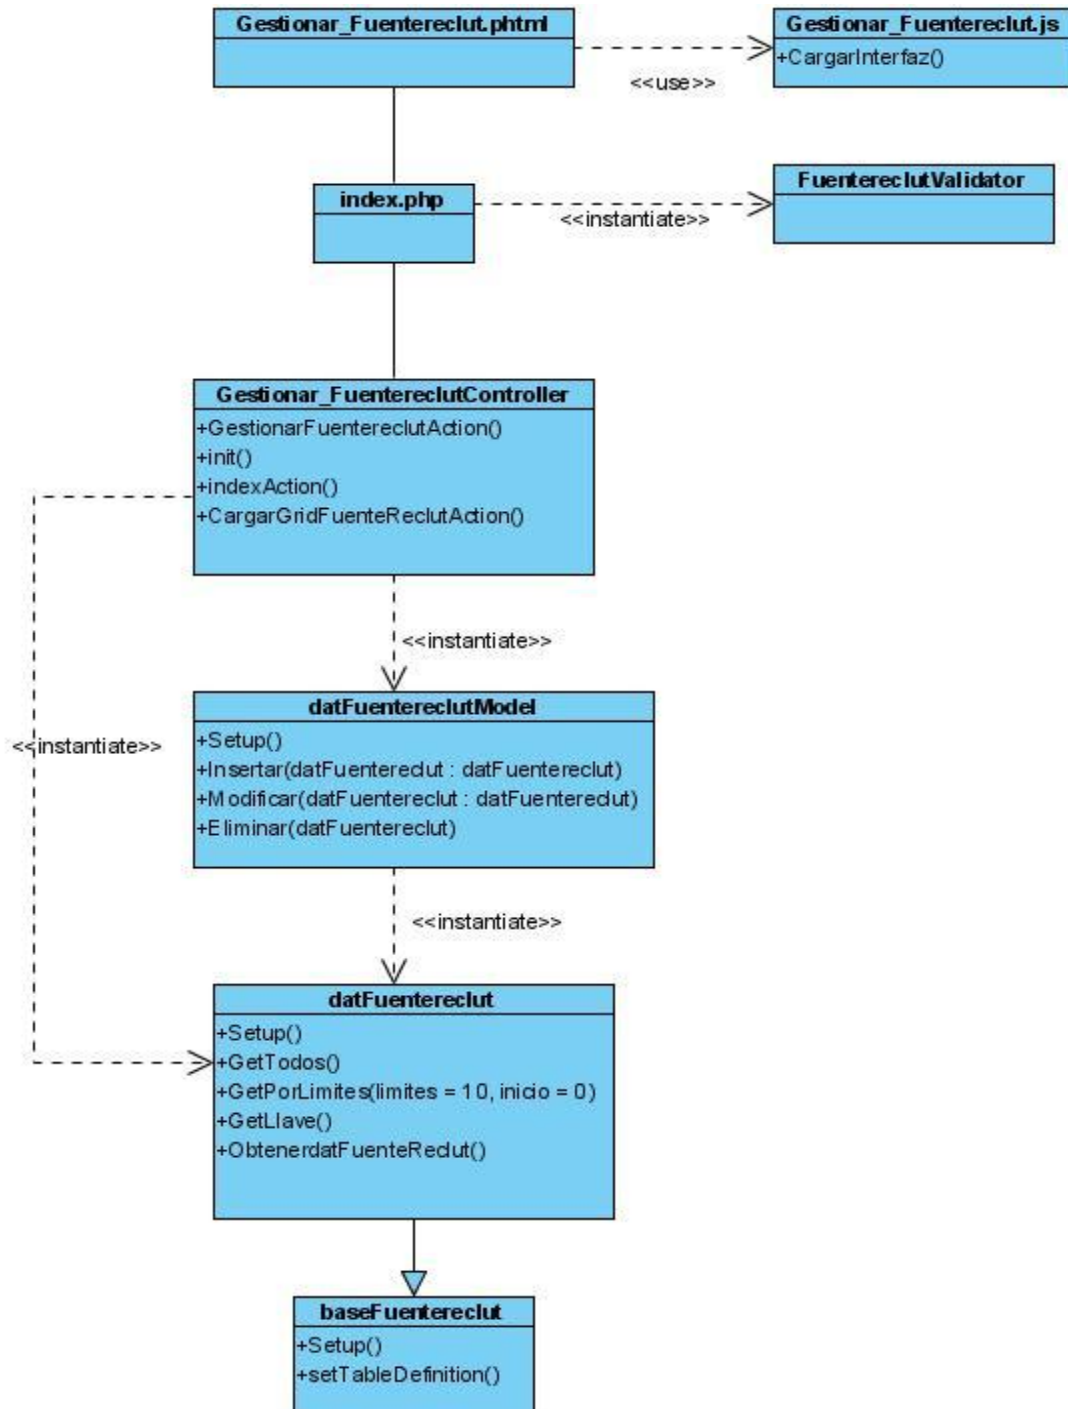 Gestionar_Fuentereclut.phtml
Gestionar_Fuentereclut.js
+CargarInterfaz()
<<use>>
index.php
FuentereclutValidator
<<instantiate>>
Gestionar_FuentereclutController
+GestionarFuentereclutAction()
+init()
+indexAction()
+CargarGridFuenteReclutAction()
<<instantiate>>
datFuentereclutModel
+Setup()
<<instantiate>>
+Insertar(datFuentereclut : datFuentereclut)
+Modificar(datFuentereclut : datFuentereclut)
+Eliminar(datFuentereclut)
<<instantiate>>
datFuentereclut
+Setup()
+GetTodos()
+GetPorLimites(limites = 10, inicio = 0)
+GetLlave()
+ObtenerdatFuenteReclut()
baseFuentereclut
+Setup()
+setTableDefinition()